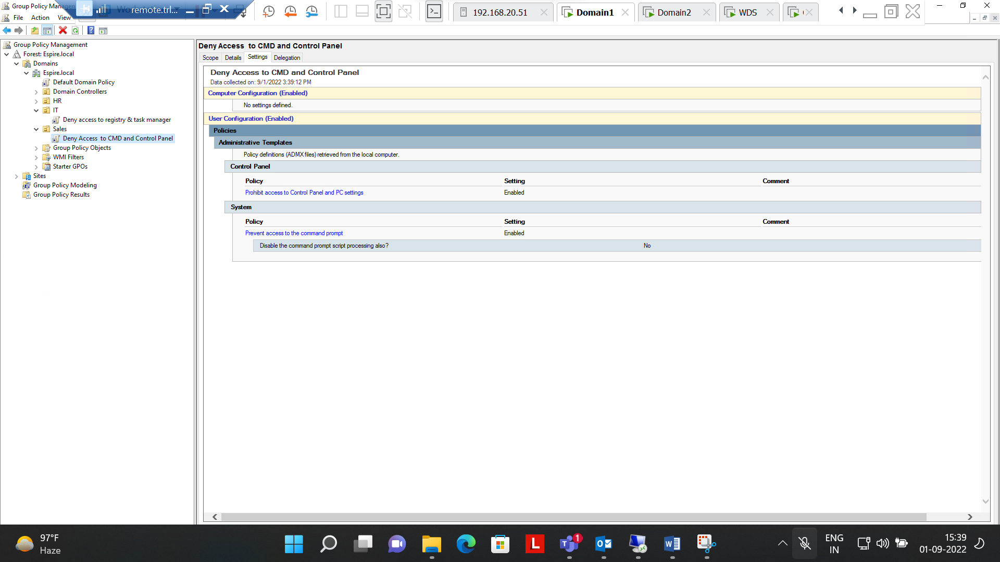 Group Policy Manage
remote.trl...
192.168.20.51
Domain1
Domain2
WDS
File Action View
Group Policy Management
Forest: Espire.local
Domains
Espire.local
Default Domain Policy
Domain Controllers
HR
IT
Deny access to registry & task manager
Sales
Deny Access  to CMD and Control Panel
Group Policy Objects
WMI Filters
Starter GPOs
Sites
Group Policy Modeling
Group Policy Results
Deny Access  to CMD and Control Panel
Scope Details Settings Delegation
Deny Access to CMD and Control Panel
Data collected on: 9/1/2022 3:39:12 PM
Computer Configuration (Enabled)
No settings defined.
User Configuration (Enabled)
Policies
Administrative Templates
Policy definitions (ADMX files) retrieved from the local computer.
Control Panel
Policy Setting Comment
Prohibit access to Control Panel and PC settings Enabled
System
Policy Setting Comment
Prevent access to the command prompt Enabled
Disable the command prompt script processing also? No
97°F
Haze
L
1
ENG
IN
15:39
01-09-2022